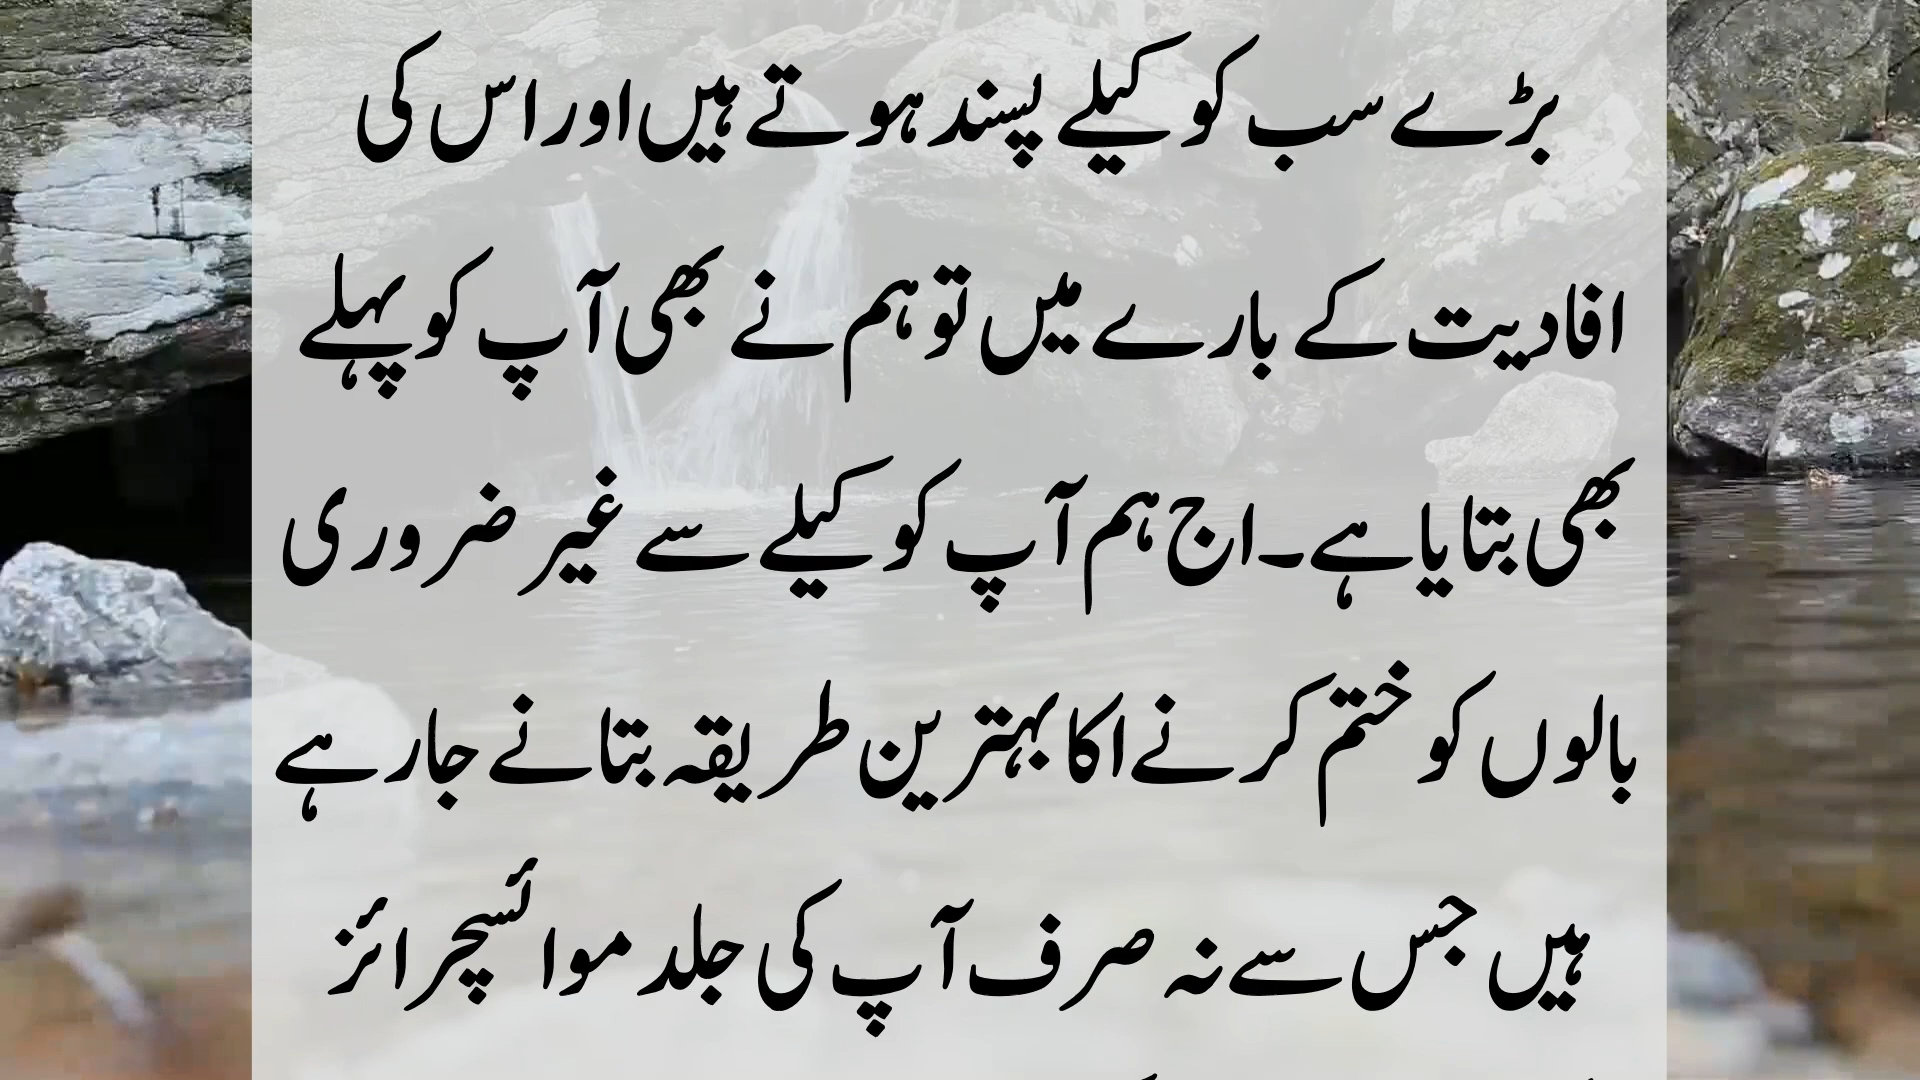 بڑے سب کو کیلے پسند ہوتے ہیں اور اس کی
افادیت کے بارے میں تو ہم نے بھی آپ کو پہلے
بھی بتایا ہے۔اج ہم آپ کو کیلے سے غیر ضروری
بالوں کو ختم کرنے اکا بہترین طریقہ بتانے جارہے
ہیں جس سے نہ صرف آپ کی جلد موائسچرائز